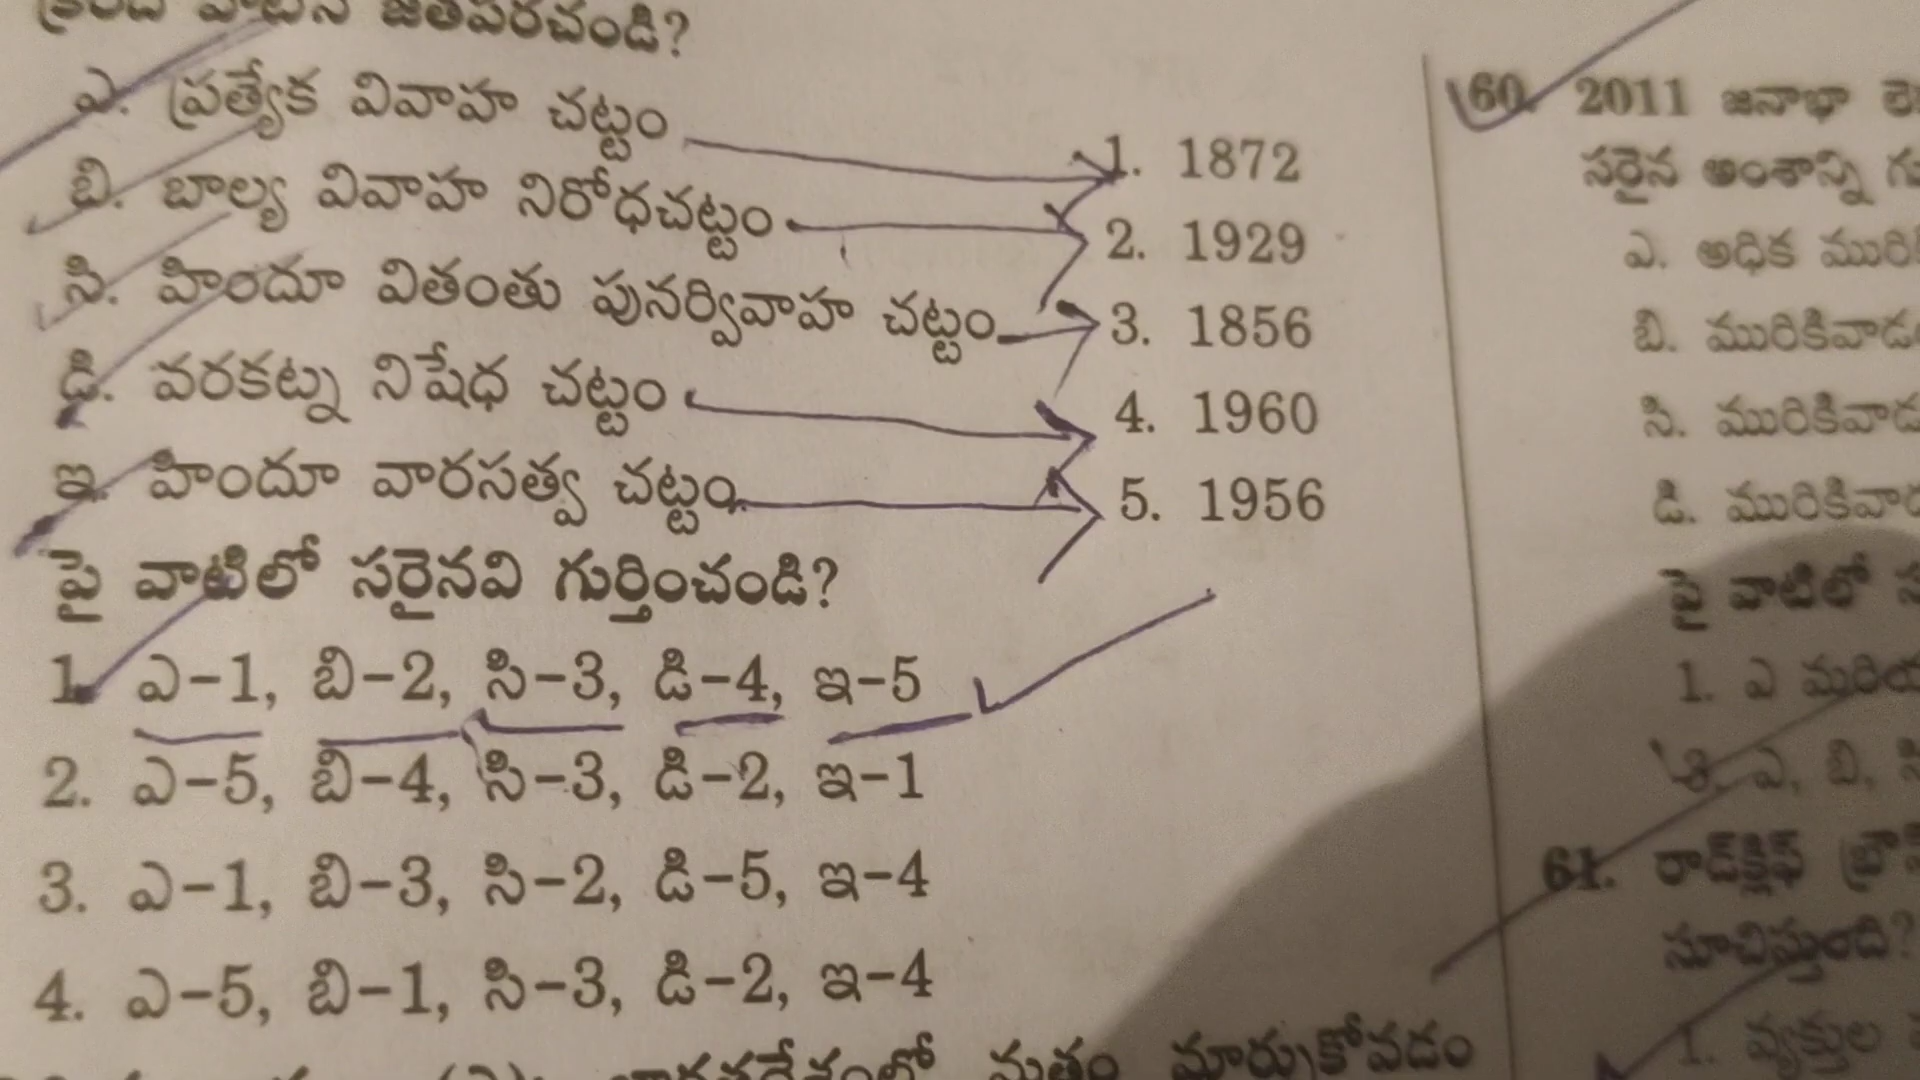 జతపరచండి?
ఎ. ప్రత్యేక వివాహ చట్టం 1. 1872
బి. బాల్య వివాహ నిరోధచట్టం 2. 1929
సి. హిందూ వితంతు పునర్వివాహ చట్టం 3. 1856
డి. వరకట్న నిషేధ చట్టం 4. 1960
ఇ. హిందూ వారసత్వ చట్టం 5. 1956
పై వాటిలో సరైనవి గుర్తించండి?
1. ఎ-1, బి-2, సి-3, డి-4, ఇ-5
2. ఎ-5, బి-4, సి-3, డి-2, ఇ-1
3. ఎ-1, బి-3, సి-2, డి-5, ఇ-4
4. ఎ-5, బి-1, సి-3, డి-2, ఇ-4
మతం మార్చుకోవడం
60. 2011 జనాభా
సరైన అంశాన్ని
ఎ. అధిక
బి.
సి.
డి.
పై వాటిలో
1. ఎ
3. ఎ, బి,
61. రాడ్‌క్లిఫ్
సూచిస్తుంది?
1. వ్యక్తుల